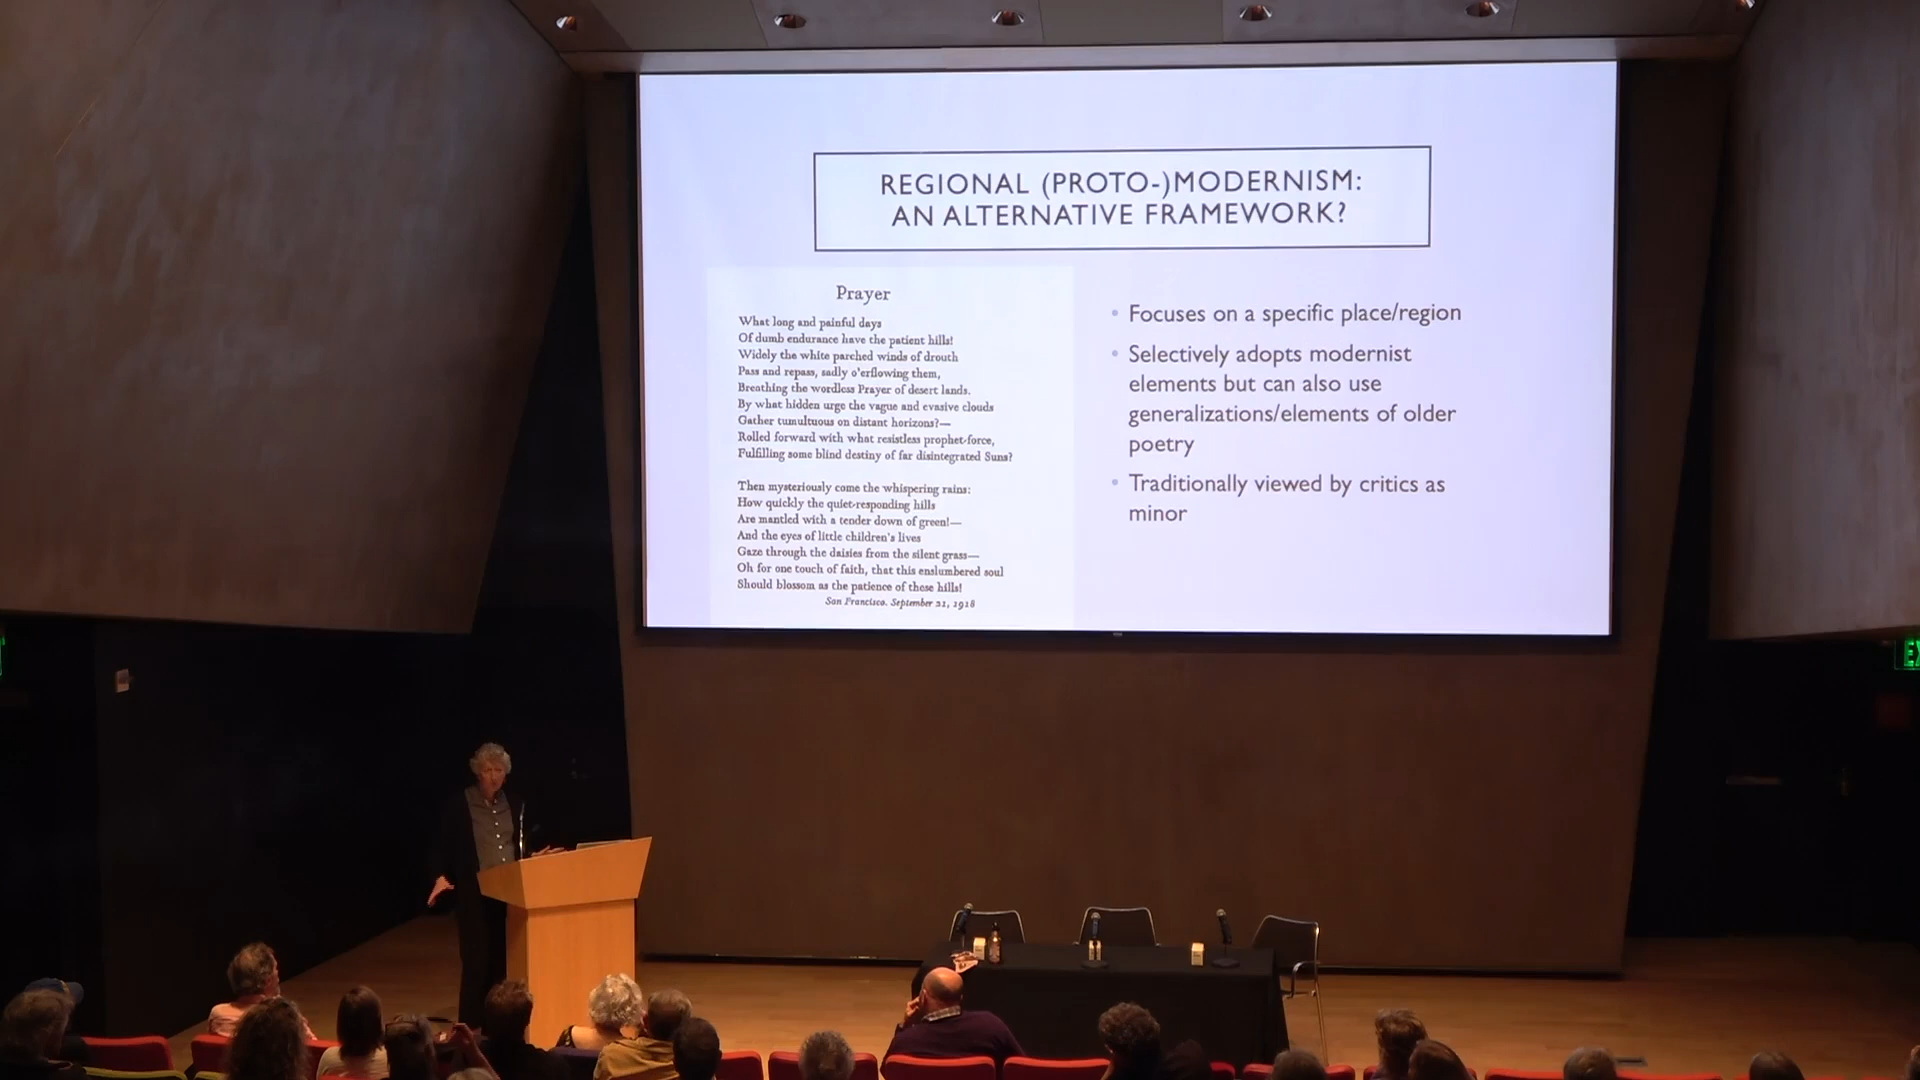 REGIONAL (PROTO-)MODERNISM:
AN ALTERNATIVE FRAMEWORK?
Prayer
What long and painful days
Of dumb endurance have the patient hills!
Widely the white parched winds of drouth
Pass and repass, sadly o'erflowing them,
Breathing the wordless Prayer of desert lands.
By what hidden urge the vague and evasive clouds
Gather tumultuous on distant horizons?—
Rolled forward with what resistless prophet-force,
Fulfilling some blind destiny of far disintegrated Suns?
Then mysteriously come the whispering rains:
How quickly the quiet-responding hills
Are mantled with a tender down of green!—
And the eyes of little children's lives
Gaze through the daisies from the silent grass—
Oh for one touch of faith, that this enslumbered soul
Should blossom as the patience of these hills!
San Francisco. September 21, 1918
• Focuses on a specific place/region
• Selectively adopts modernist
elements but can also use
generalizations/elements of older
poetry
• Traditionally viewed by critics as
minor